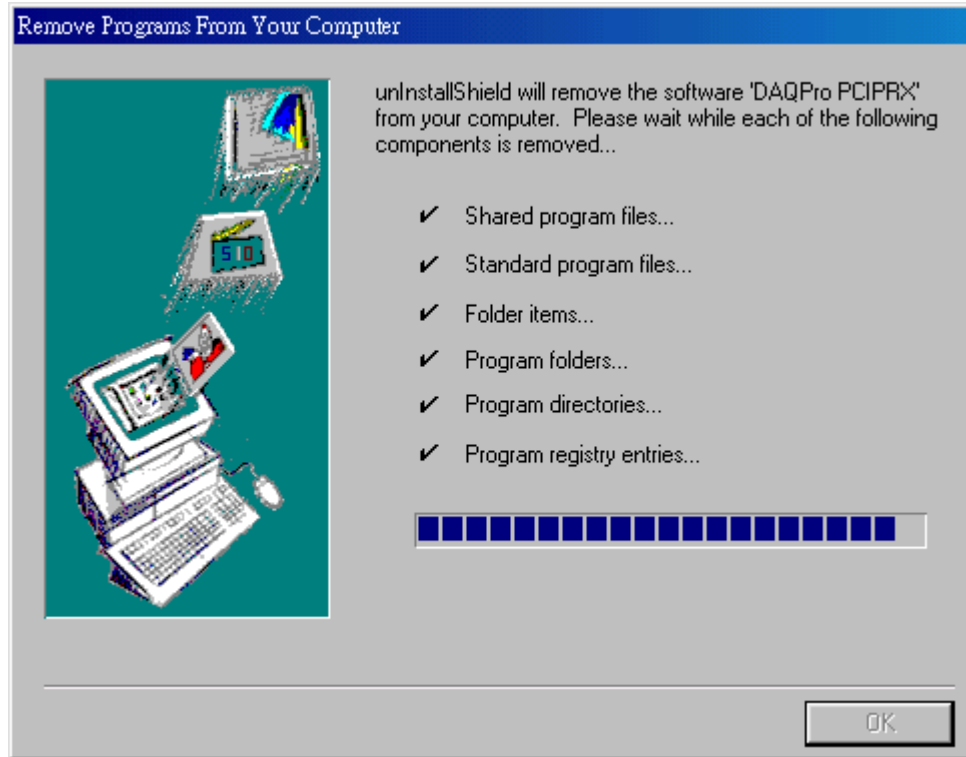 Remove Programs From Your Computer
unInstallShield will remove the software 'DAQPro PCIPRX'
from your computer.  Please wait while each of the following
components is removed...
✔ Shared program files...
✔ Standard program files...
✔ Folder items...
✔ Program folders...
✔ Program directories...
✔ Program registry entries...
510
OK